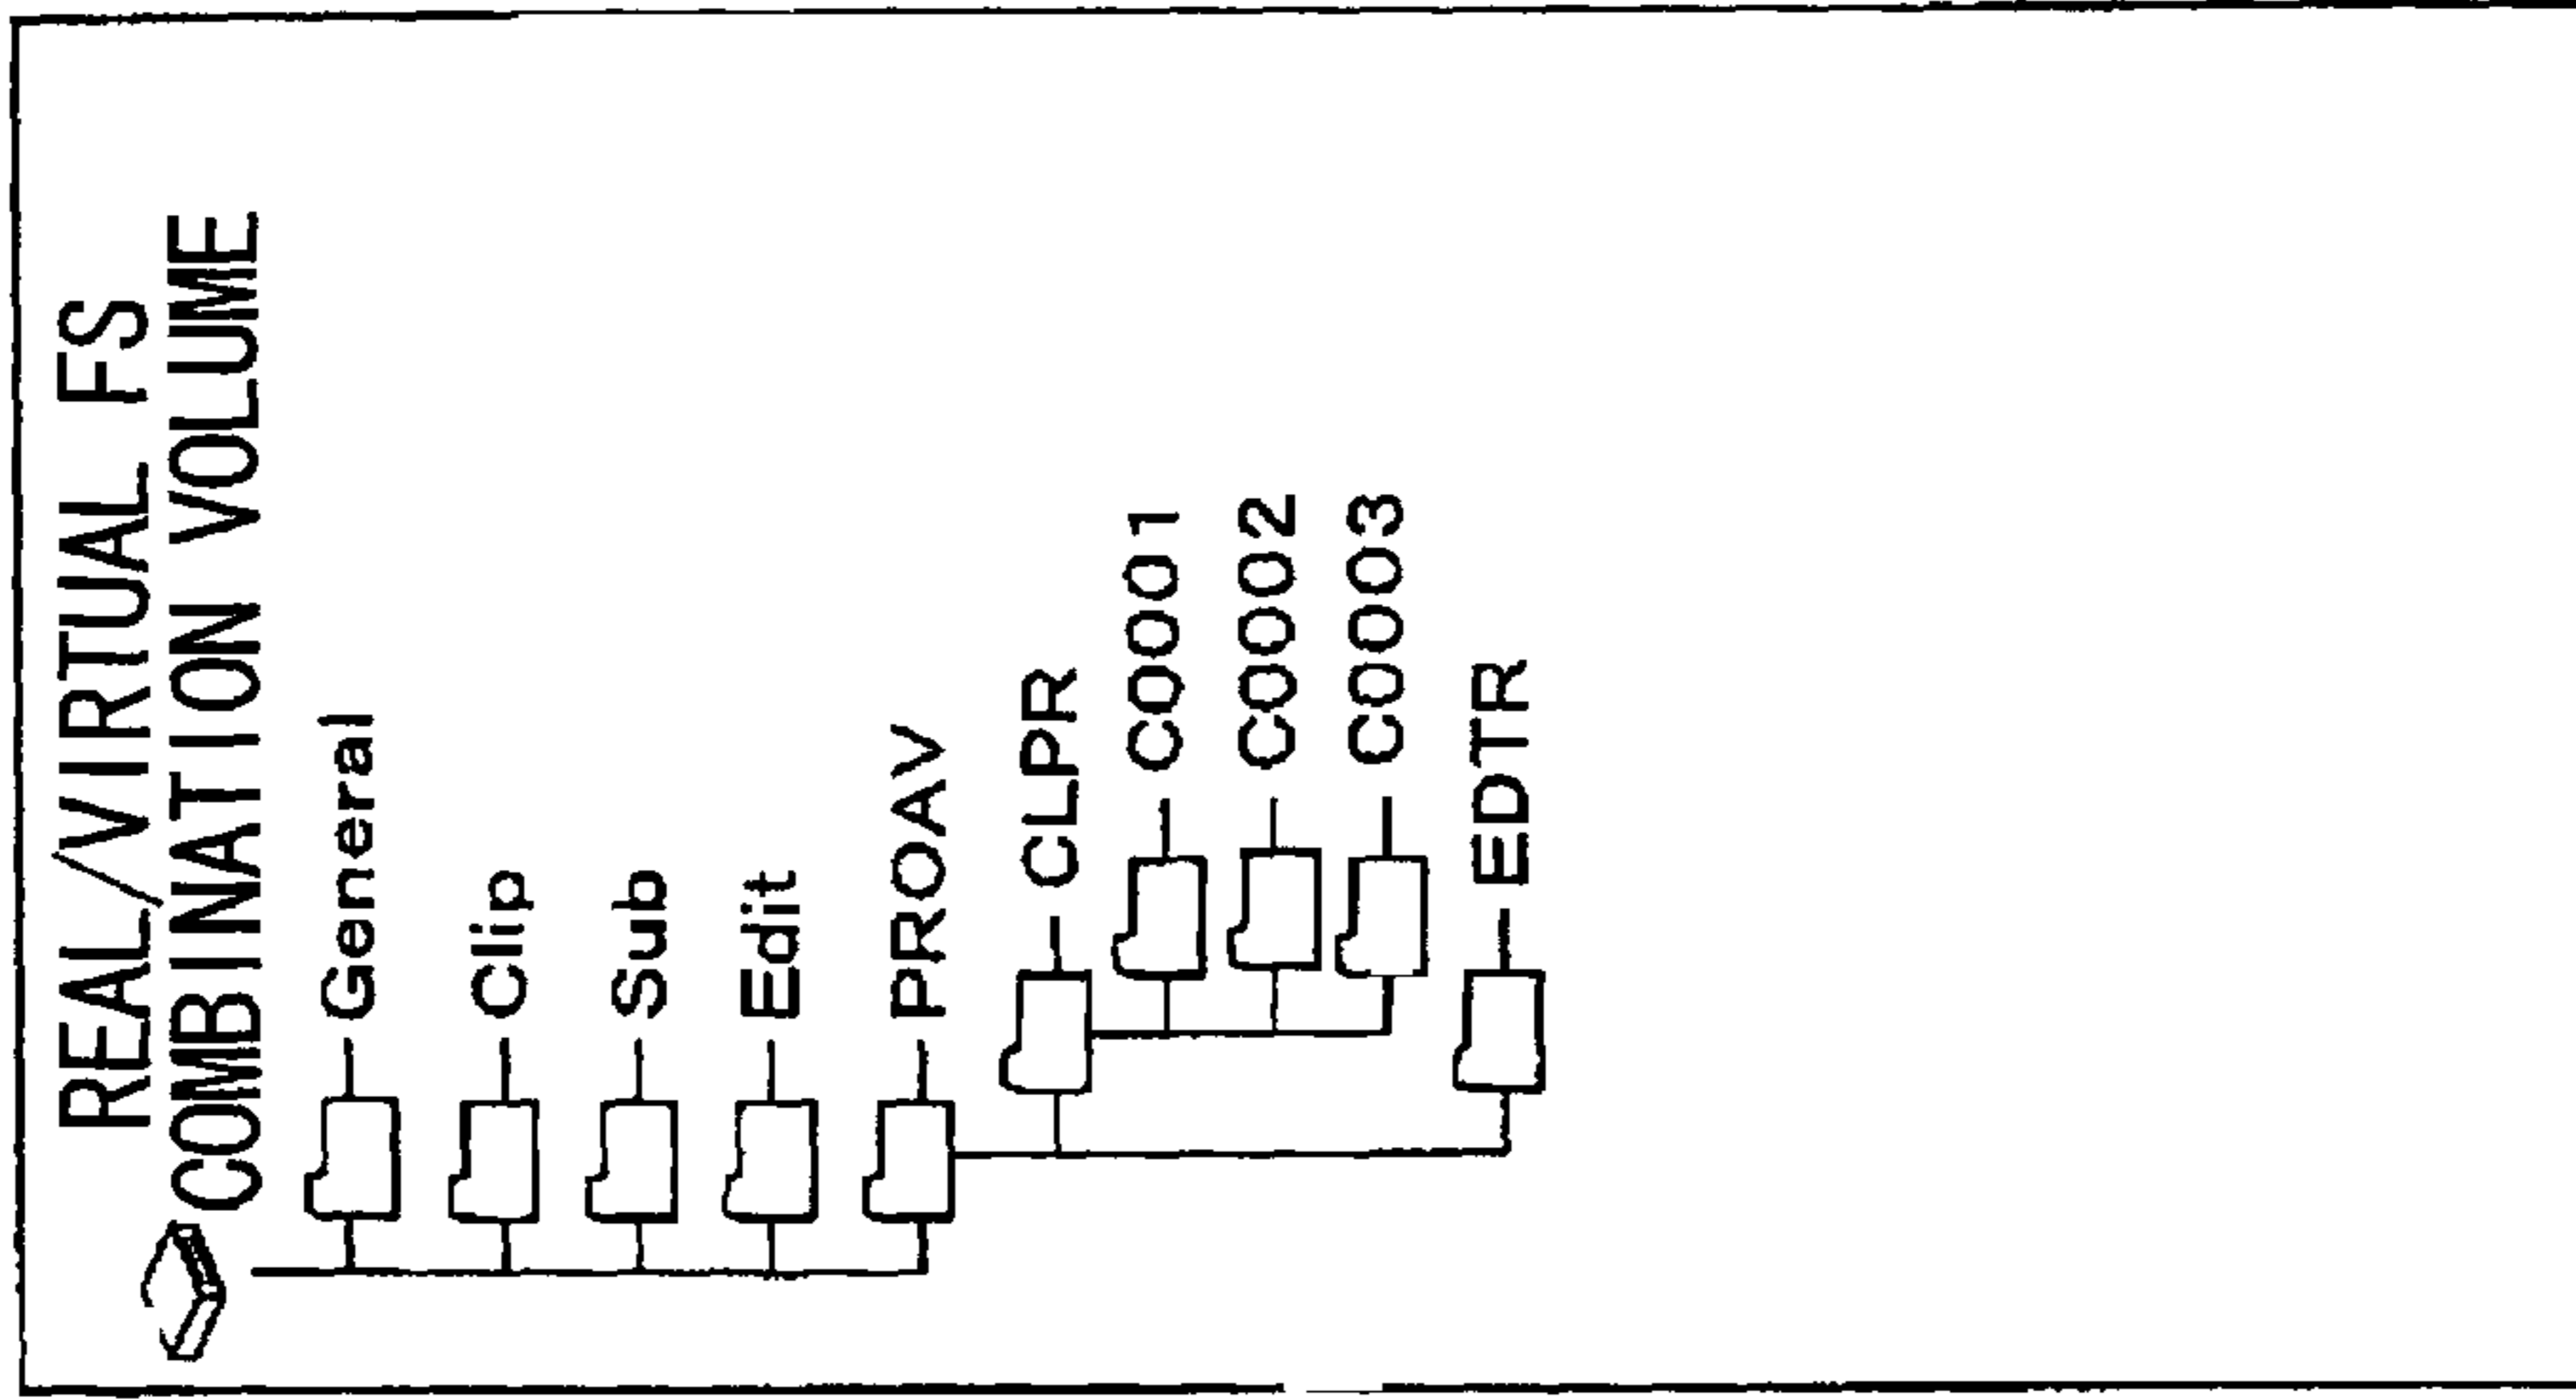 REAL/VIRTUAL FS
COMBINATION VOLUME
General
Clip
Sub
Edit
PROAV
CLPR
C0001
C0002
C0003
EDTR